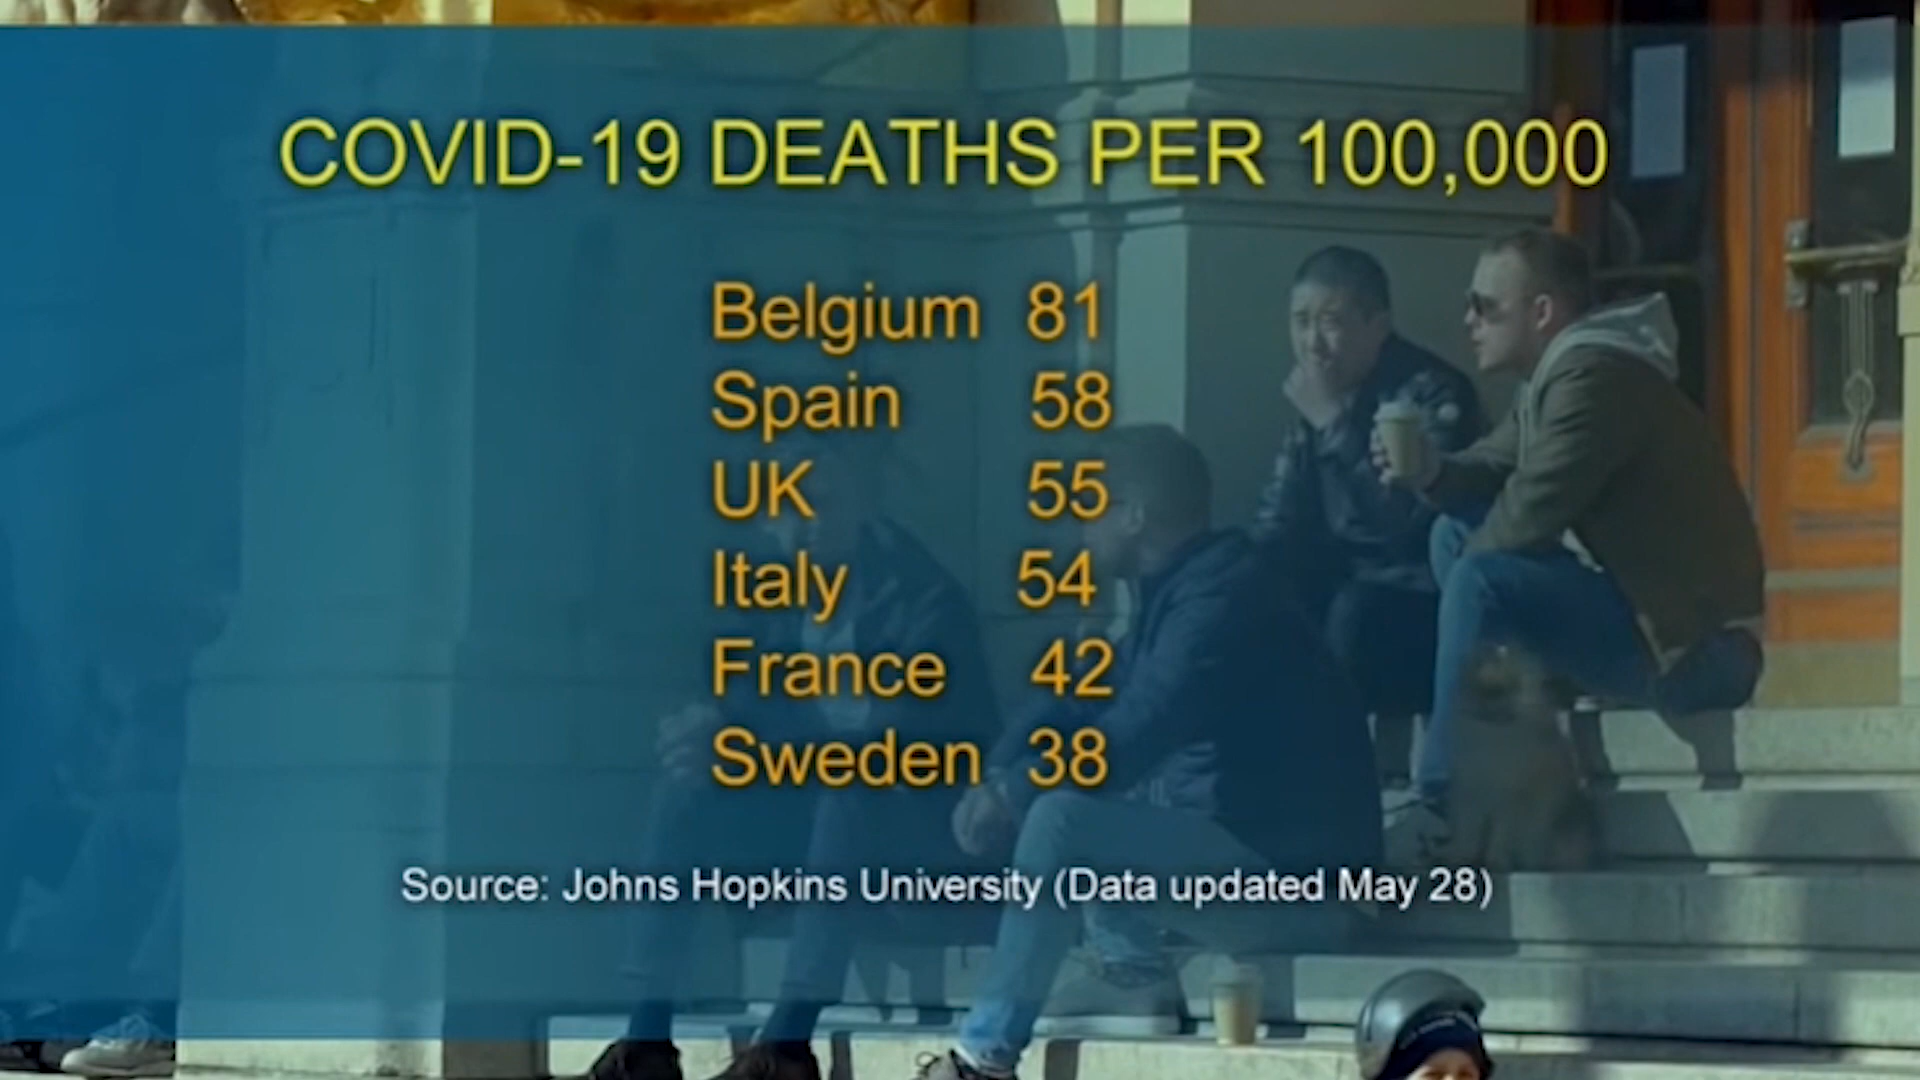 COVID-19 DEATHS PER 100,000
Belgium 81
Spain 58
UK 55
Italy 54
France 42
Sweden 38
Source: Johns Hopkins University (Data updated May 28)